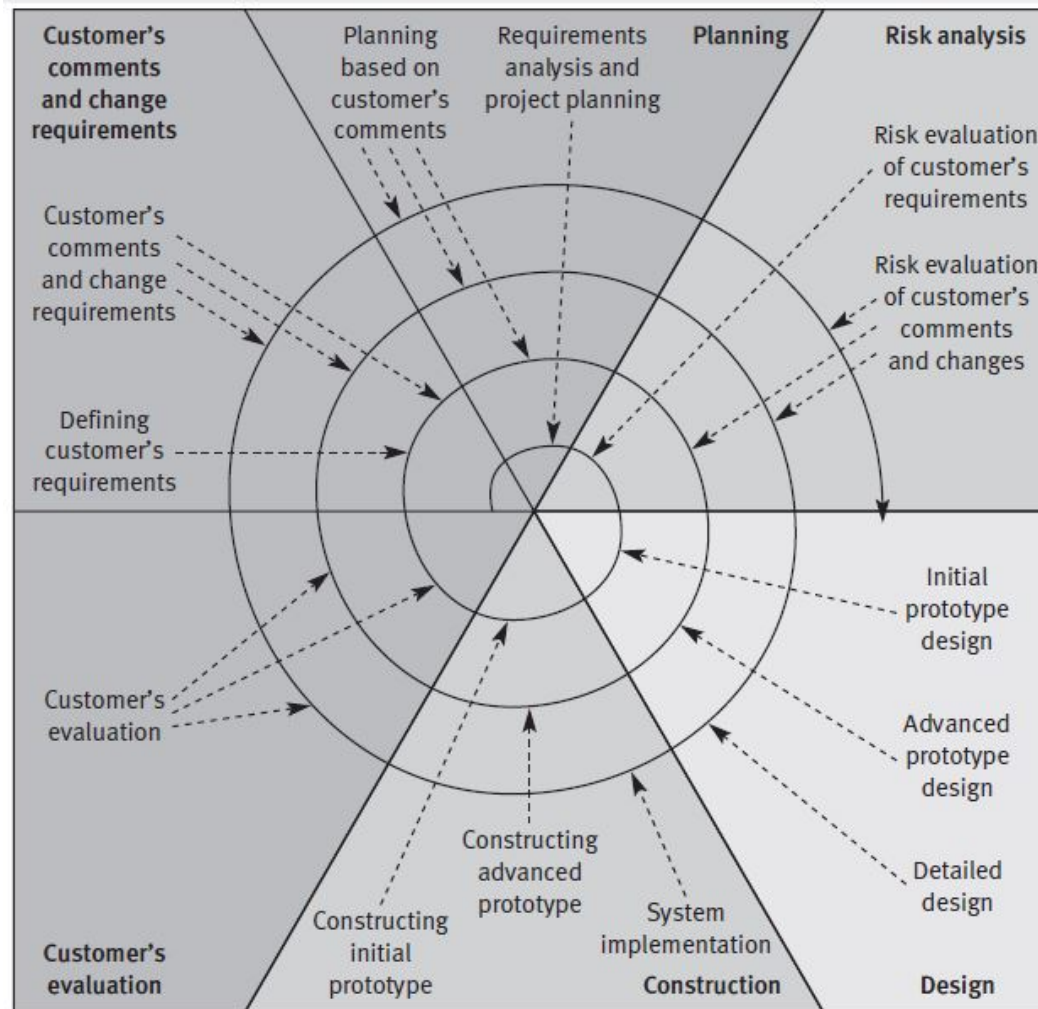 Customer's
comments
and change
requirements
Planning
based on
customer's
comments
Requirements
analysis and
project planning
Planning
Risk analysis
Risk evaluation
of customer's
requirements
Customer's
comments
and change
requirements
Risk evaluation
of customer's
comments
and changes
Defining
customer's
requirements
Initial
prototype
design
Customer's
evaluation
Advanced
prototype
design
Constructing
advanced
prototype
Detailed
design
Constructing
initial
prototype
System
implementation
Customer's
evaluation
Construction
Design